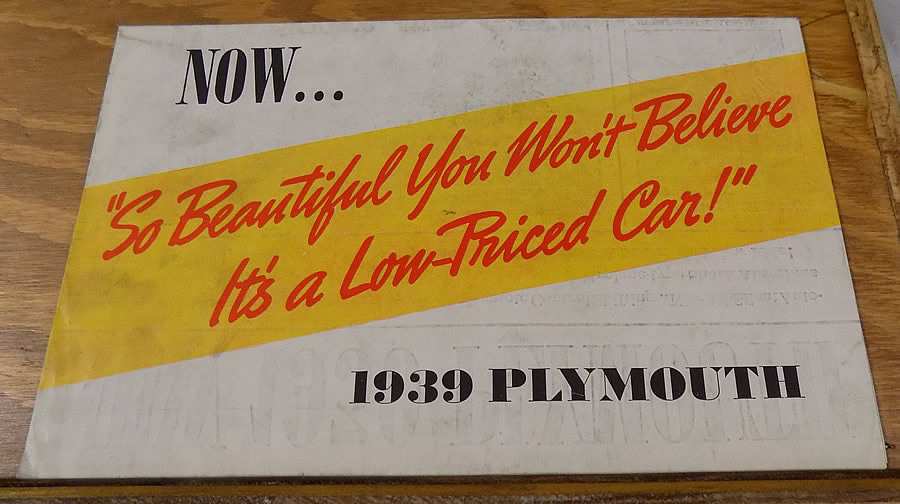 NOW...
"So Beautiful You Won't Believe
It's a Low-Priced Car!"
1939 PLYMOUTH